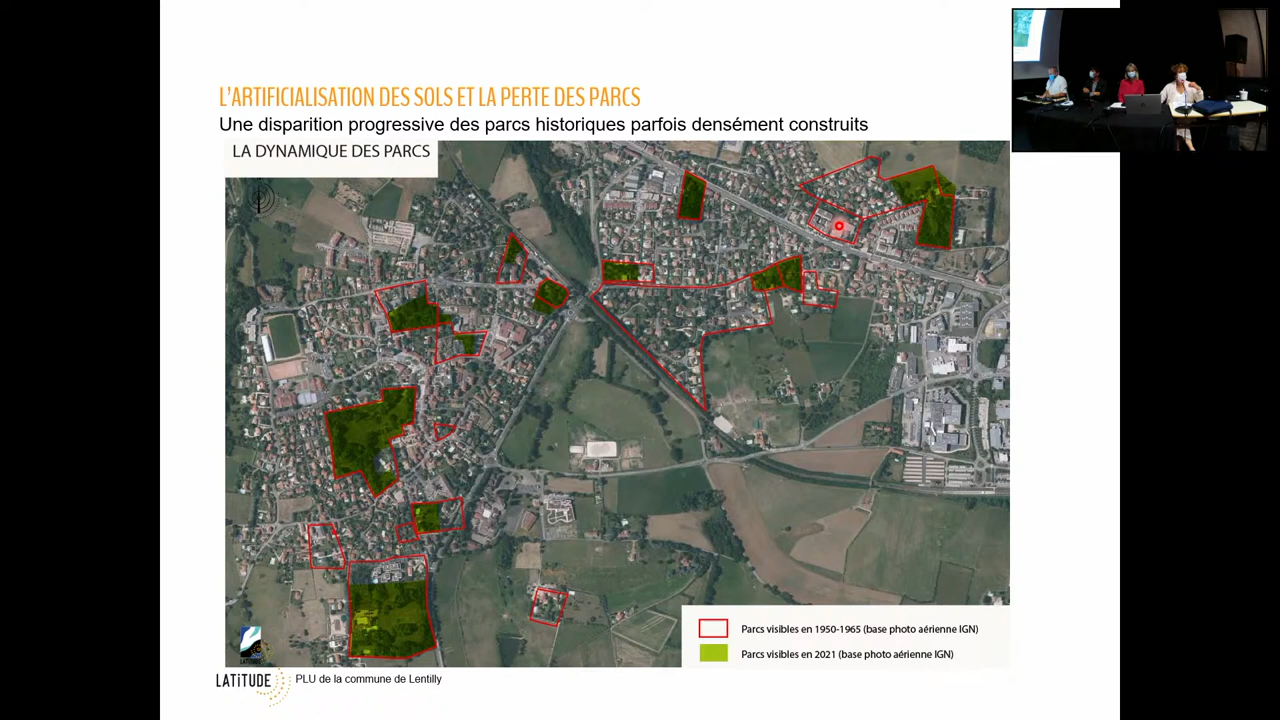 L'ARTIFICIALISATION DES SOLS ET LA PERTE DES PARCS
Une disparition progressive des parcs historiques parfois densément construits
LA DYNAMIQUE DES PARCS
Parcs visibles en 1950-1965 (base photo aérienne IGN)
Parcs visibles en 2021 (base photo aérienne IGN)
LATITUDE
LATiTUDE
PLU de la commune de Lentilly